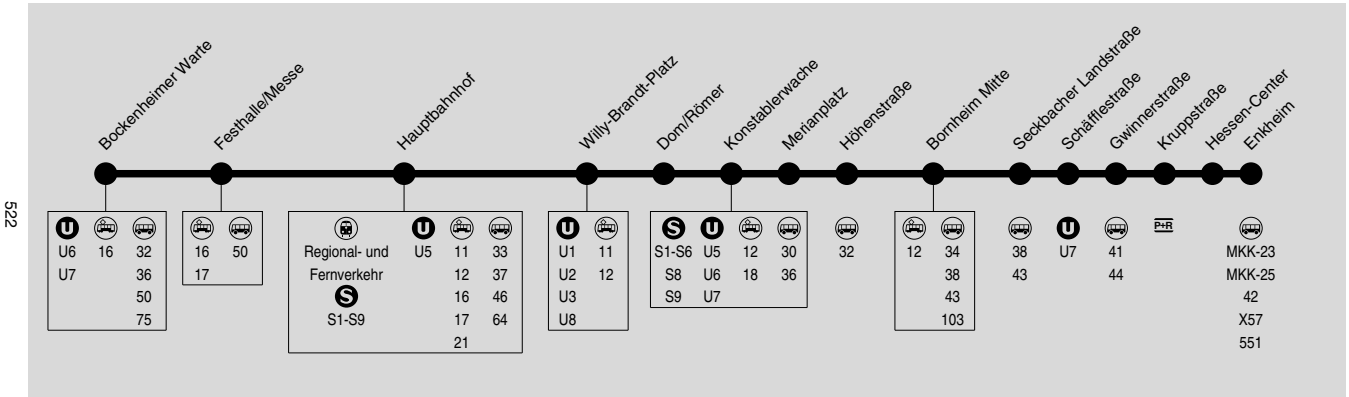 Bockenheimer Warte
Festhalle/Messe
Hauptbahnhof
Willy-Brandt-Platz
Dom/Römer
Konstablerwache
Merianplatz
Höhenstraße
Bornheim Mitte
Seckbacher Landstraße
Schäfflestraße
Gwinnerstraße
Kruppstraße
Hessen-Center
Enkheim
522
U
U6
U7
16
32
36
50
75
16
17
50
Regional- und
Fernverkehr
S
S1-S9
U
U5
11
12
16
17
21
33
37
46
64
U
U1
U2
U3
U8
11
12
S
S1-S6
S8
S9
U
U5
U6
U7
12
18
30
36
32
12
34
38
43
103
38
43
U
U7
41
44
P+R
MKK-23
MKK-25
42
X57
551